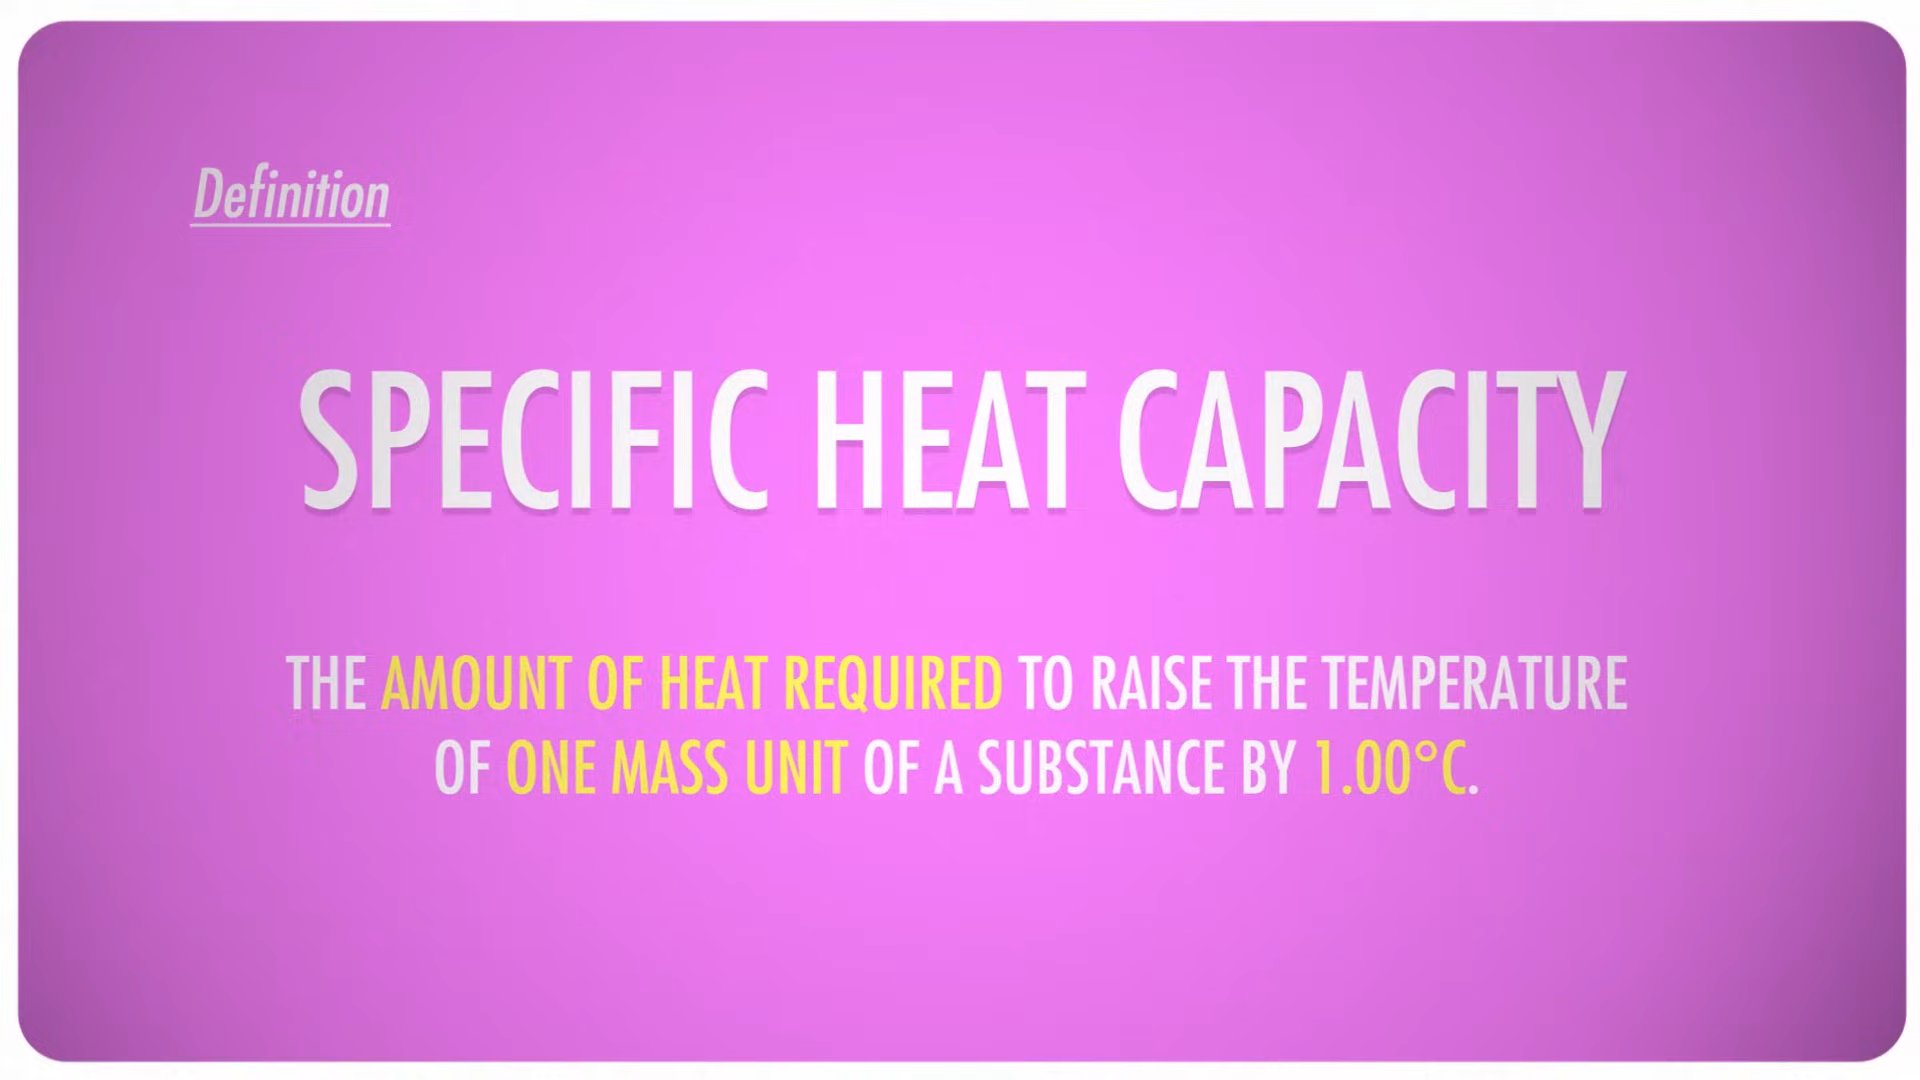 Definition
SPECIFIC HEAT CAPACITY
THE AMOUNT OF HEAT REQUIRED TO RAISE THE TEMPERATURE
OF ONE MASS UNIT OF A SUBSTANCE BY 1.00°C.